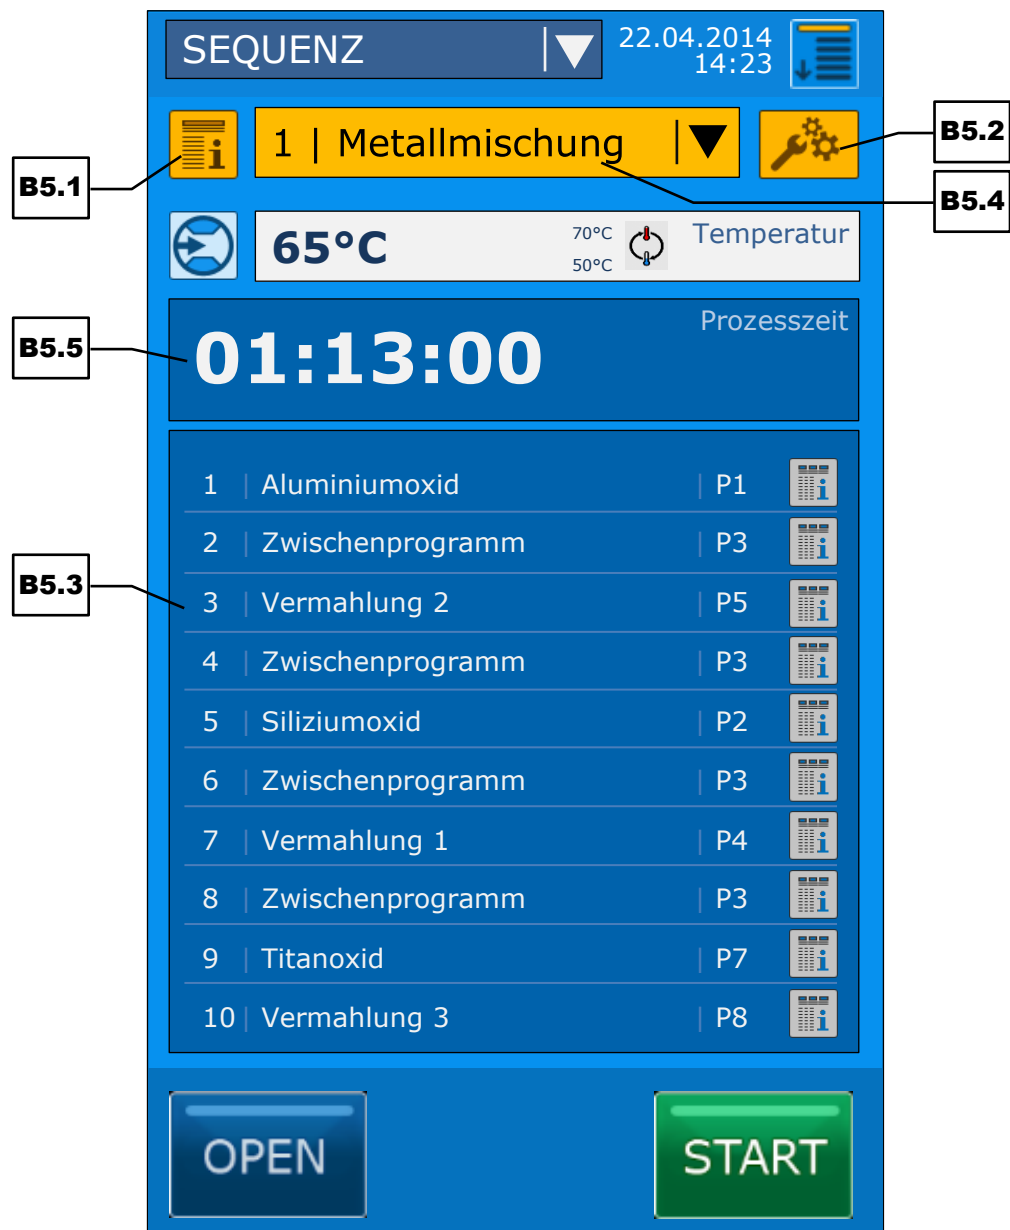 SEQUENZ
22.04.2014
14:23
1 | Metallmischung
B5.2
B5.1
B5.4
65°C
70°C
50°C
Temperatur
Prozesszeit
B5.5
01:13:00
1 | Aluminiumoxid | P1
2 | Zwischenprogramm | P3
B5.3
3 | Vermahlung 2 | P5
4 | Zwischenprogramm | P3
5 | Siliziumoxid | P2
6 | Zwischenprogramm | P3
7 | Vermahlung 1 | P4
8 | Zwischenprogramm | P3
9 | Titanoxid | P7
10 | Vermahlung 3 | P8
OPEN
START